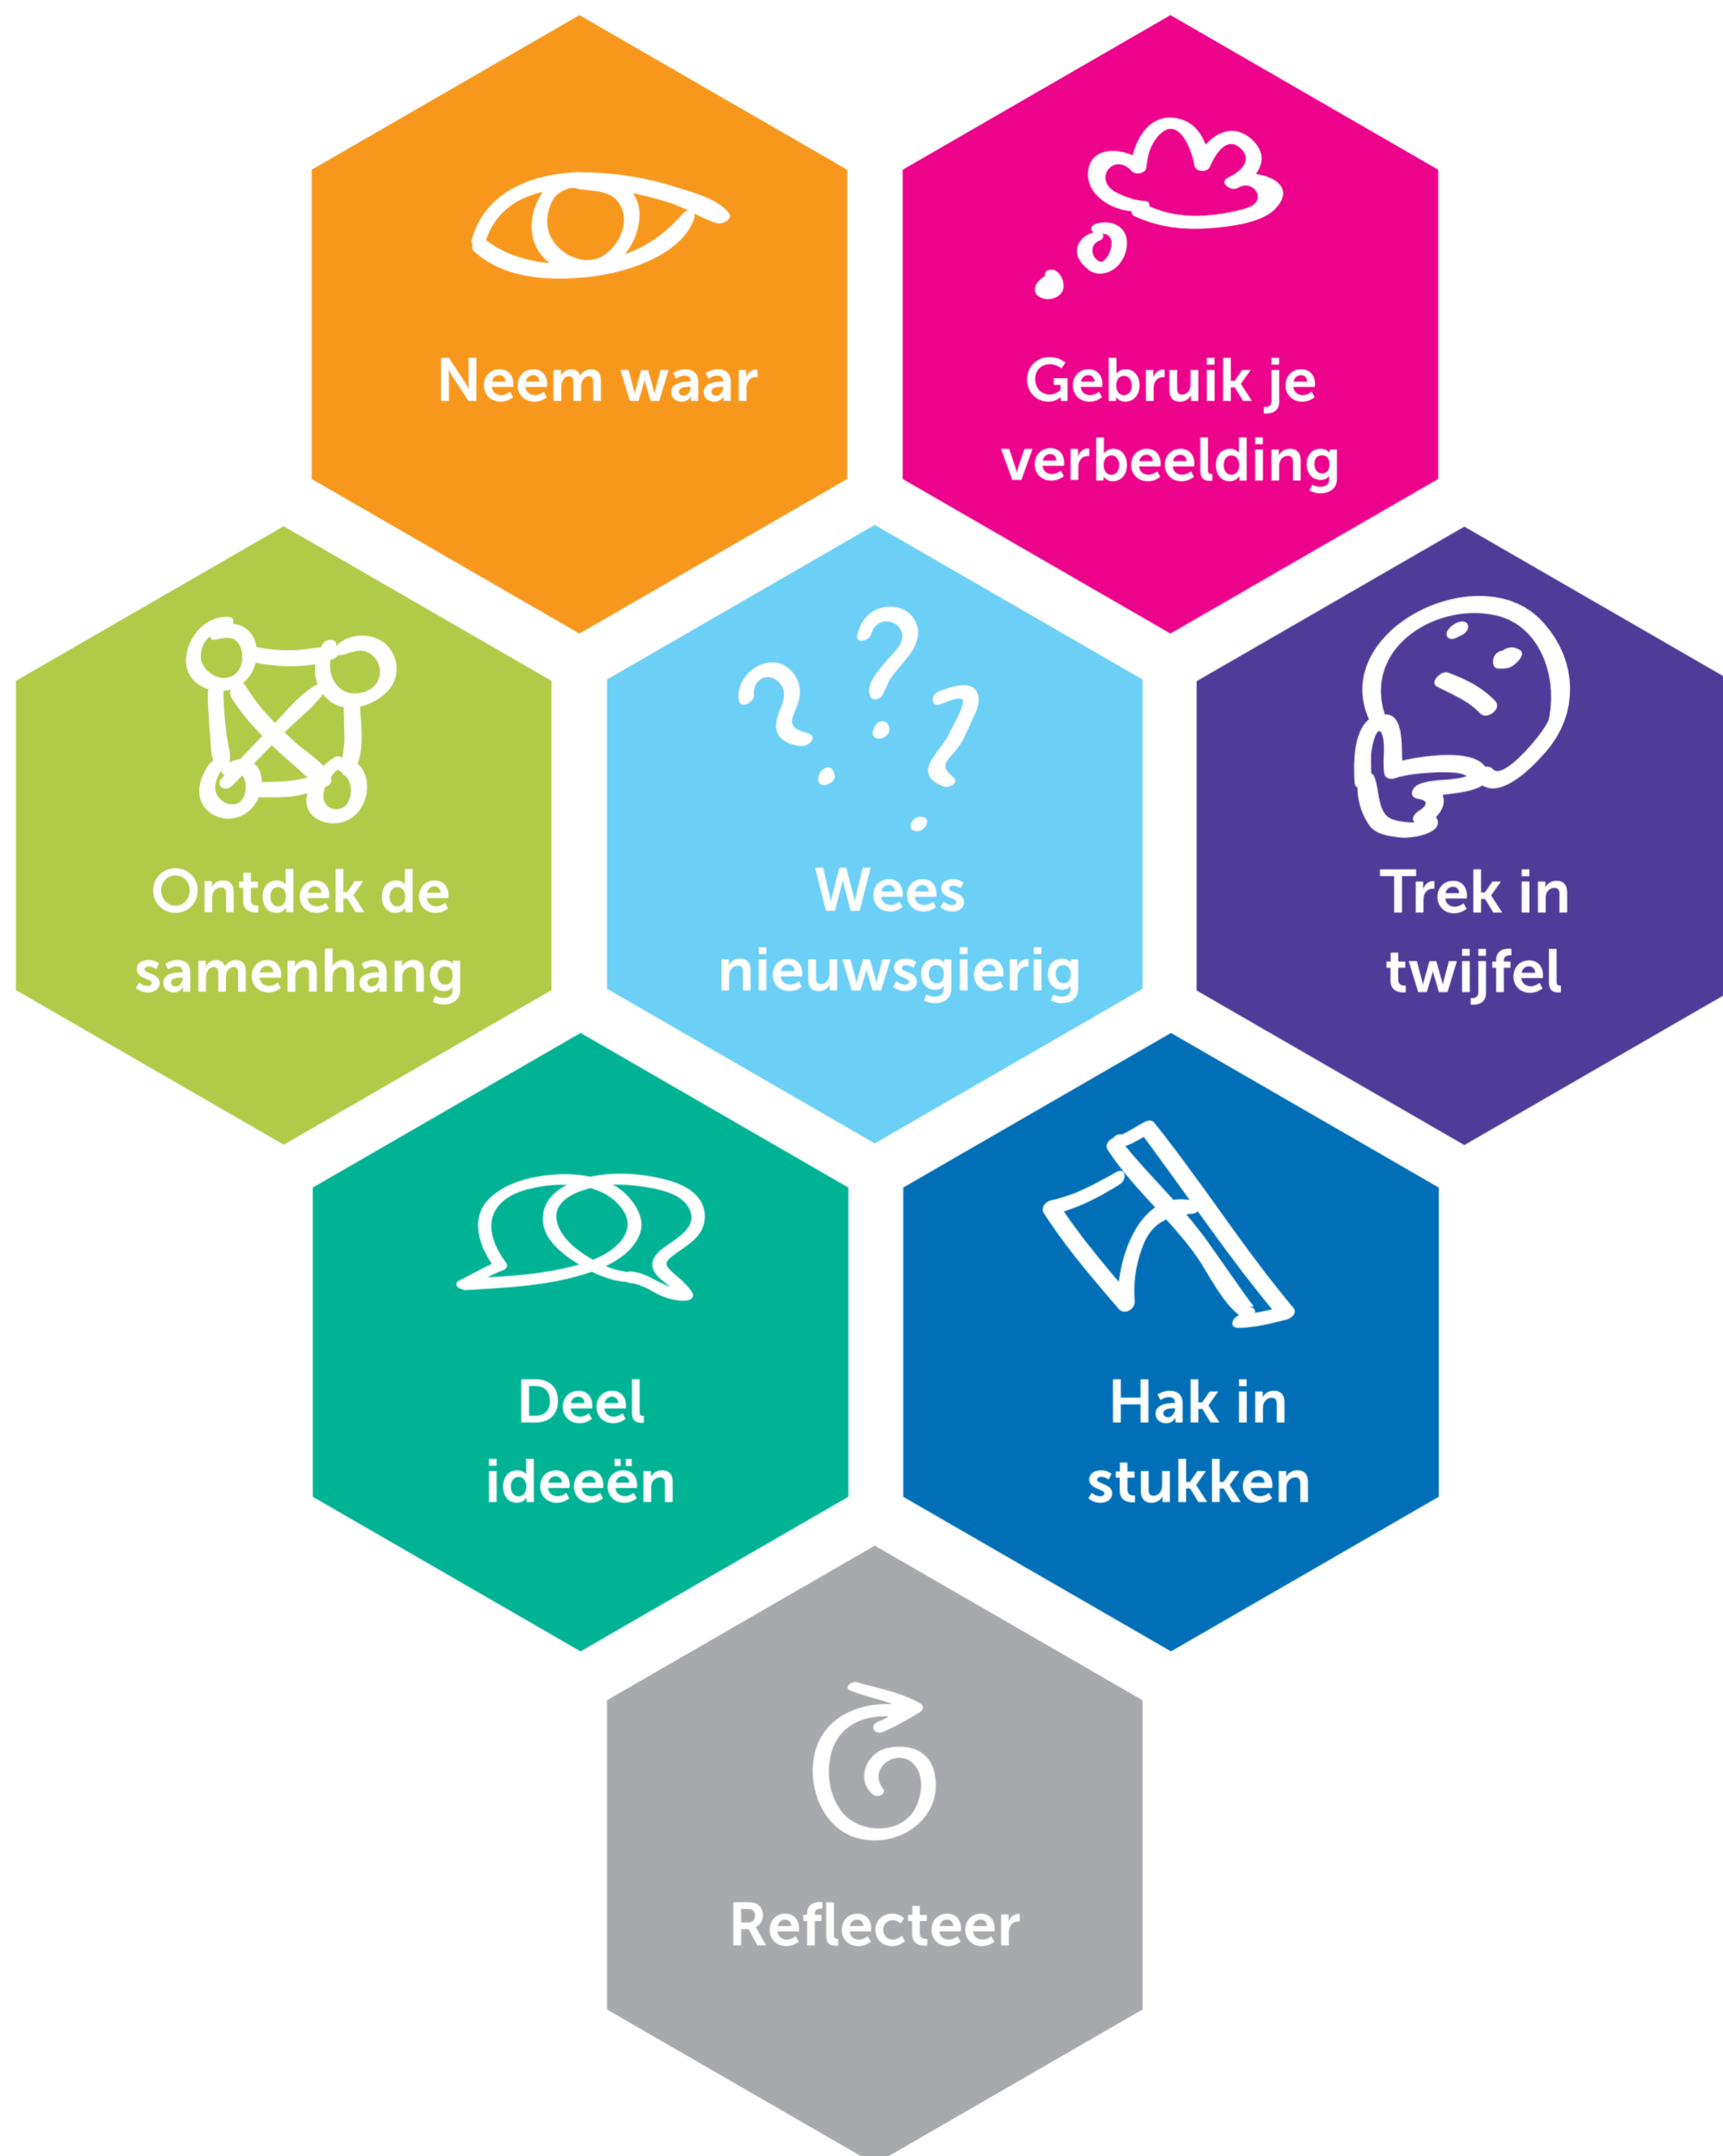 Neem waar
Gebruik je
verbeelding
Ontdek de
samenhang
Wees
nieuwsgierig
Trek in
twijfel
Deel
ideeën
Hak in
stukken
Reflecteer